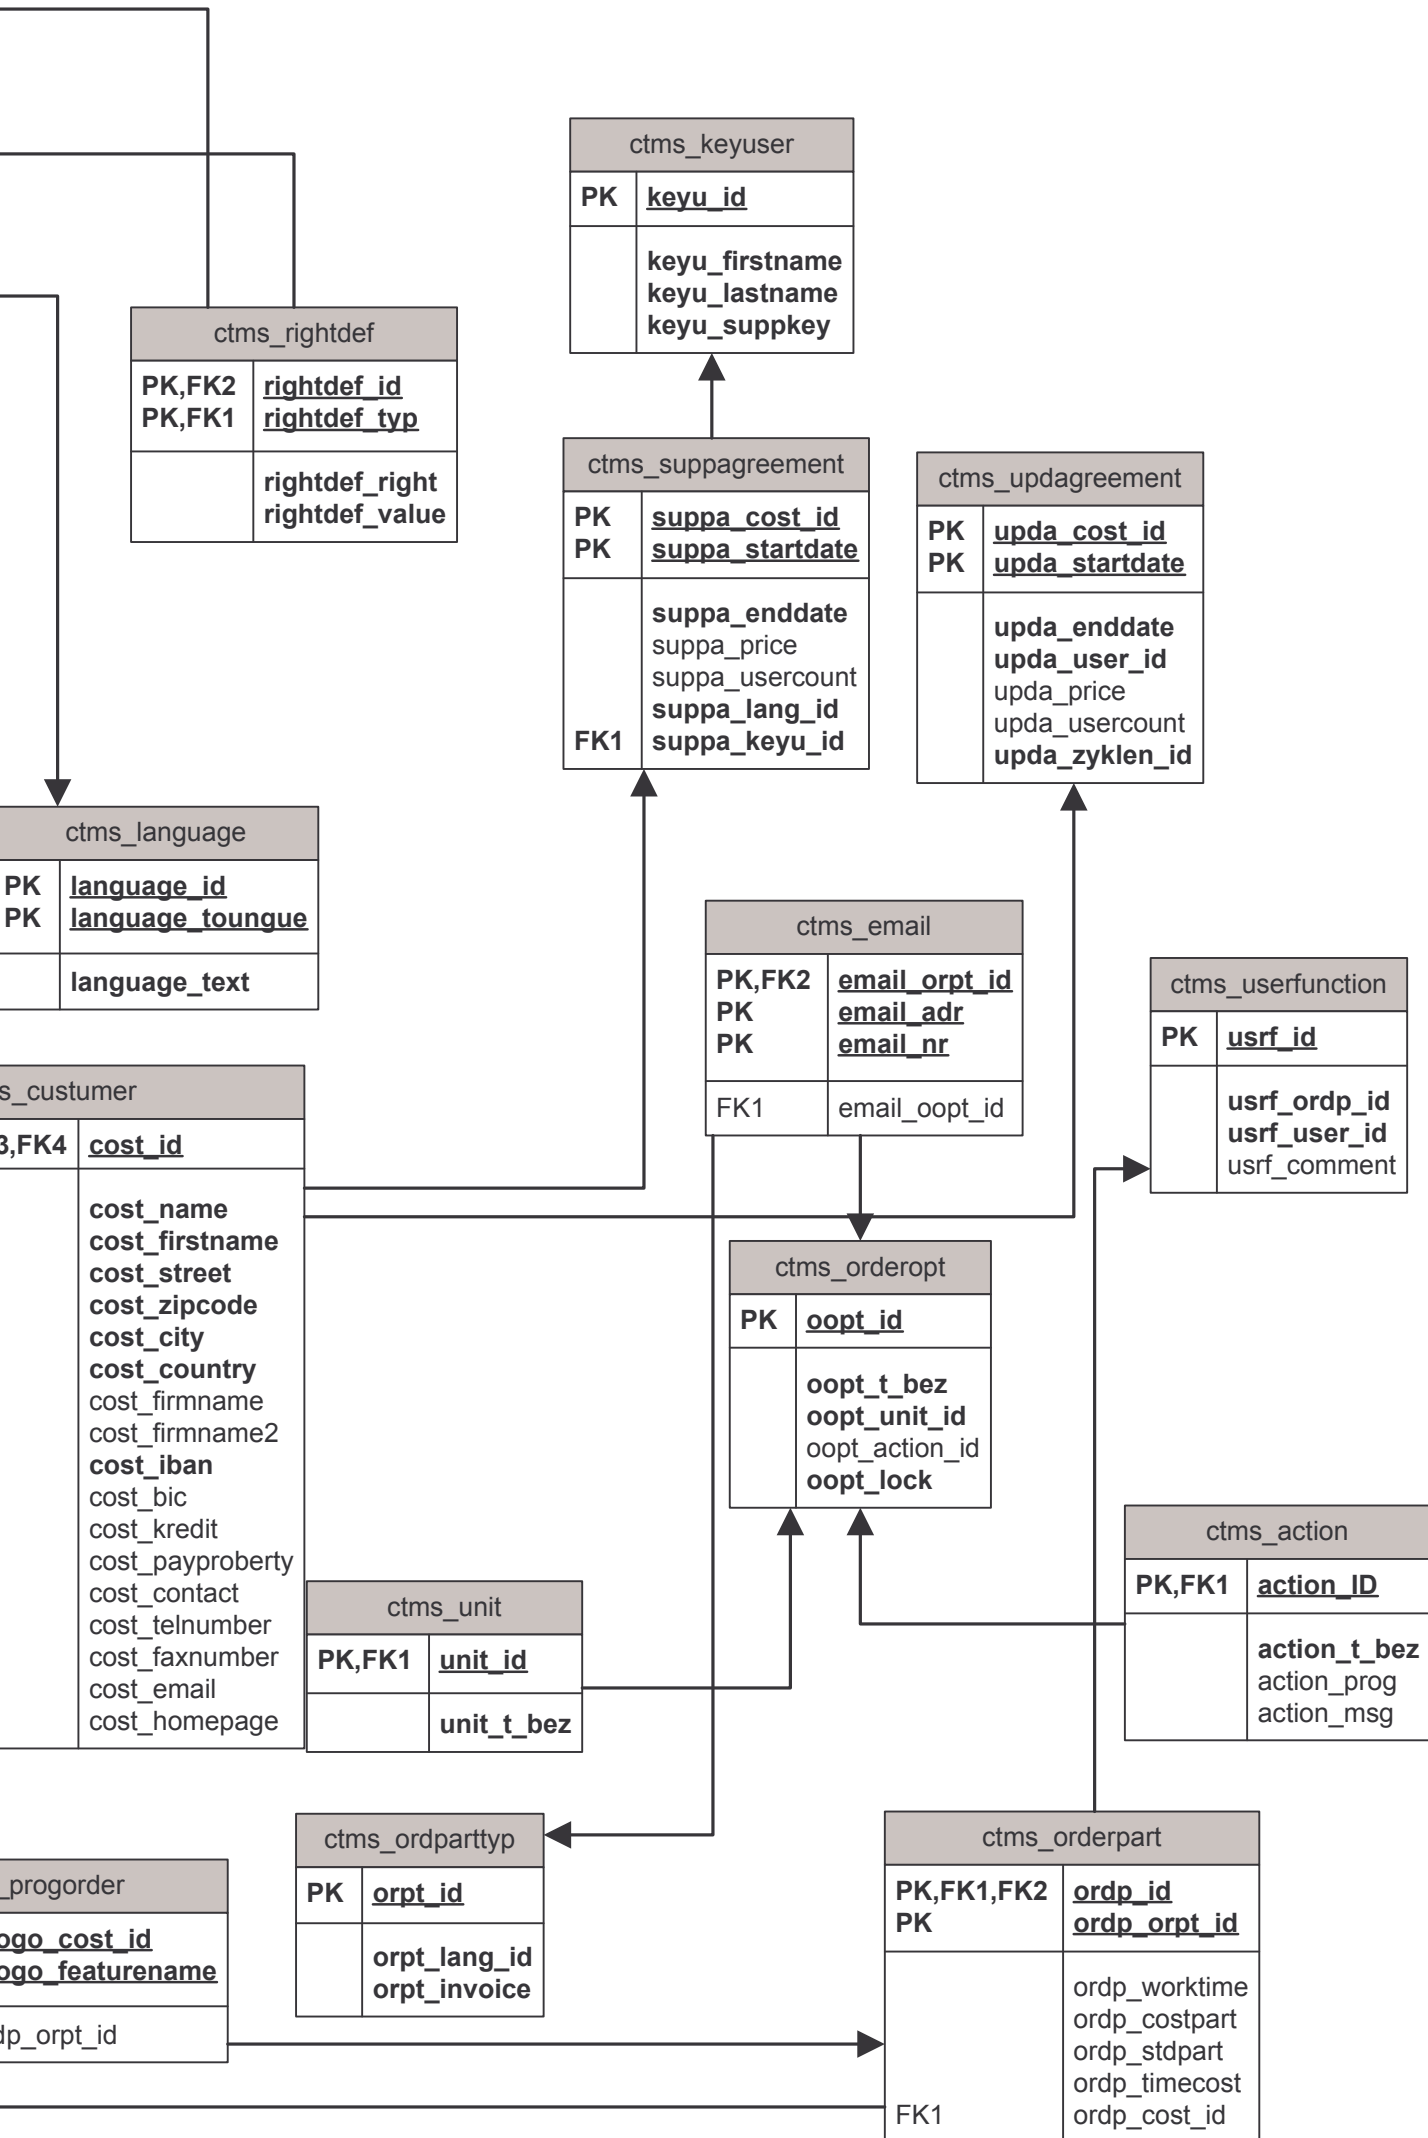 ctms_keyuser
PK keyu_id
keyu_firstname
keyu_lastname
keyu_suppkey
ctms_rightdef
PK,FK2 rightdef_id
PK,FK1 rightdef_typ
rightdef_right
rightdef_value
ctms_suppagreement
PK suppa_cost_id
PK suppa_startdate
suppa_enddate
suppa_price
suppa_usercount
suppa_lang_id
FK1 suppa_keyu_id
ctms_updagreement
PK upda_cost_id
PK upda_startdate
upda_enddate
upda_user_id
upda_price
upda_usercount
upda_zyklen_id
ctms_language
PK language_id
PK language_toungue
language_text
ctms_email
PK,FK2 email_orpt_id
PK email_adr
PK email_nr
FK1 email_oopt_id
ctms_userfunction
PK usrf_id
usrf_ordp_id
usrf_user_id
usrf_comment
s_custumer
3,FK4 cost_id
cost_name
cost_firstname
cost_street
cost_zipcode
cost_city
cost_country
cost_firmname
cost_firmname2
cost_iban
cost_bic
cost_kredit
cost_payproberty
cost_contact
cost_telnumber
cost_faxnumber
cost_email
cost_homepage
ctms_orderopt
PK oopt_id
oopt_t_bez
oopt_unit_id
oopt_action_id
oopt_lock
ctms_action
PK,FK1 action_ID
action_t_bez
action_prog
action_msg
ctms_unit
PK,FK1 unit_id
unit_t_bez
ctms_ordparttyp
PK orpt_id
orpt_lang_id
orpt_invoice
_progorder
ogo_cost_id
ogo_featurename
dp_orpt_id
ctms_orderpart
PK,FK1,FK2 ordp_id
PK ordp_orpt_id
ordp_worktime
ordp_costpart
ordp_stdpart
ordp_timecost
FK1 ordp_cost_id